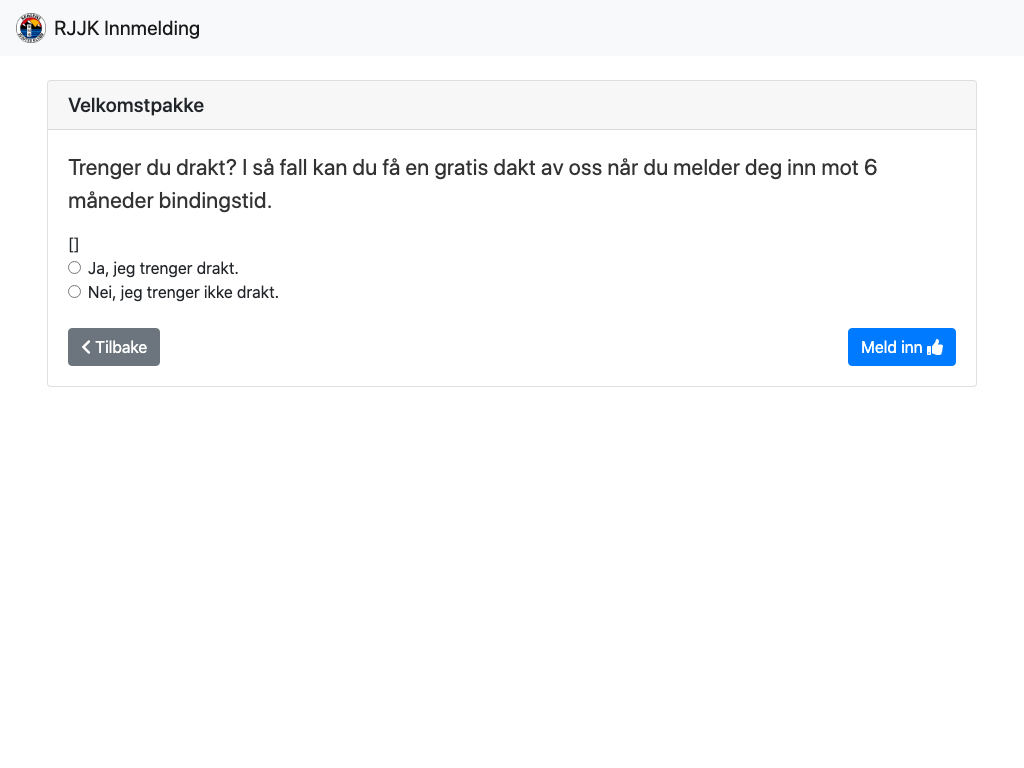 RJJK Innmelding
Velkomstpakke
Trenger du drakt? I så fall kan du få en gratis dakt av oss når du melder deg inn mot 6
måneder bindingstid.
[]
Ja, jeg trenger drakt.
Nei, jeg trenger ikke drakt.
Tilbake
Meld inn